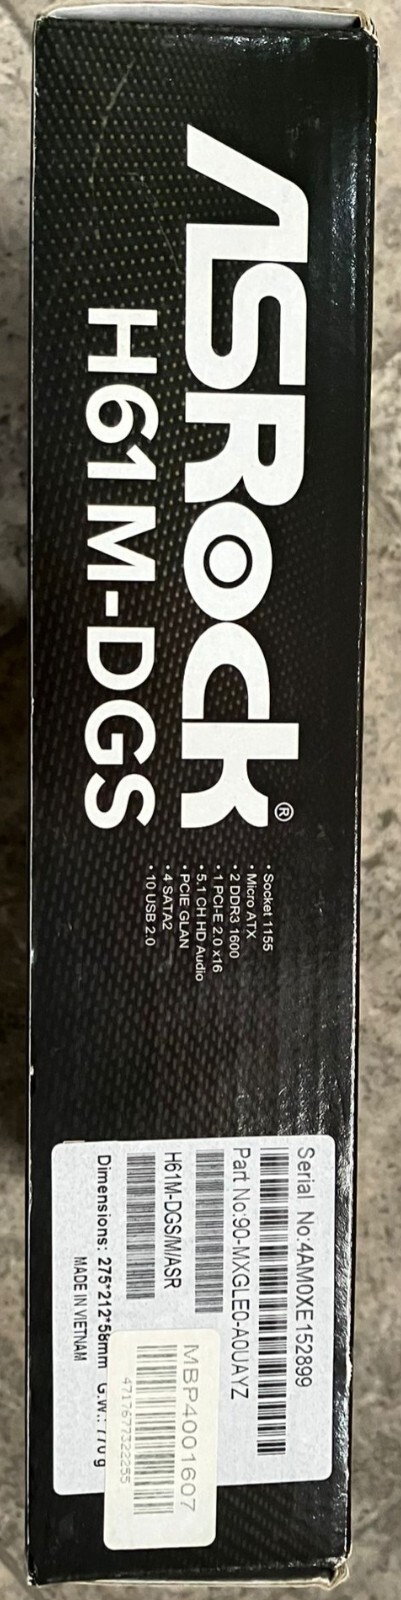 ASRock®
H61M-DGS
• Socket 1155
• Micro ATX
• 2 DDR3 1600
• 1 PCI-E 2.0 x16
• 5.1 CH HD Audio
• PCIE GLAN
• 4 SATA2
• 10 USB 2.0
Serial No:4AM0XE152899
Part No:90-MXGLE0-A0UAYZ
H61M-DGS/M/ASR
Dimensions: 275*212*58mm G.W.: 770 g
MADE IN VIETNAM
MBP4001607
4717677322255